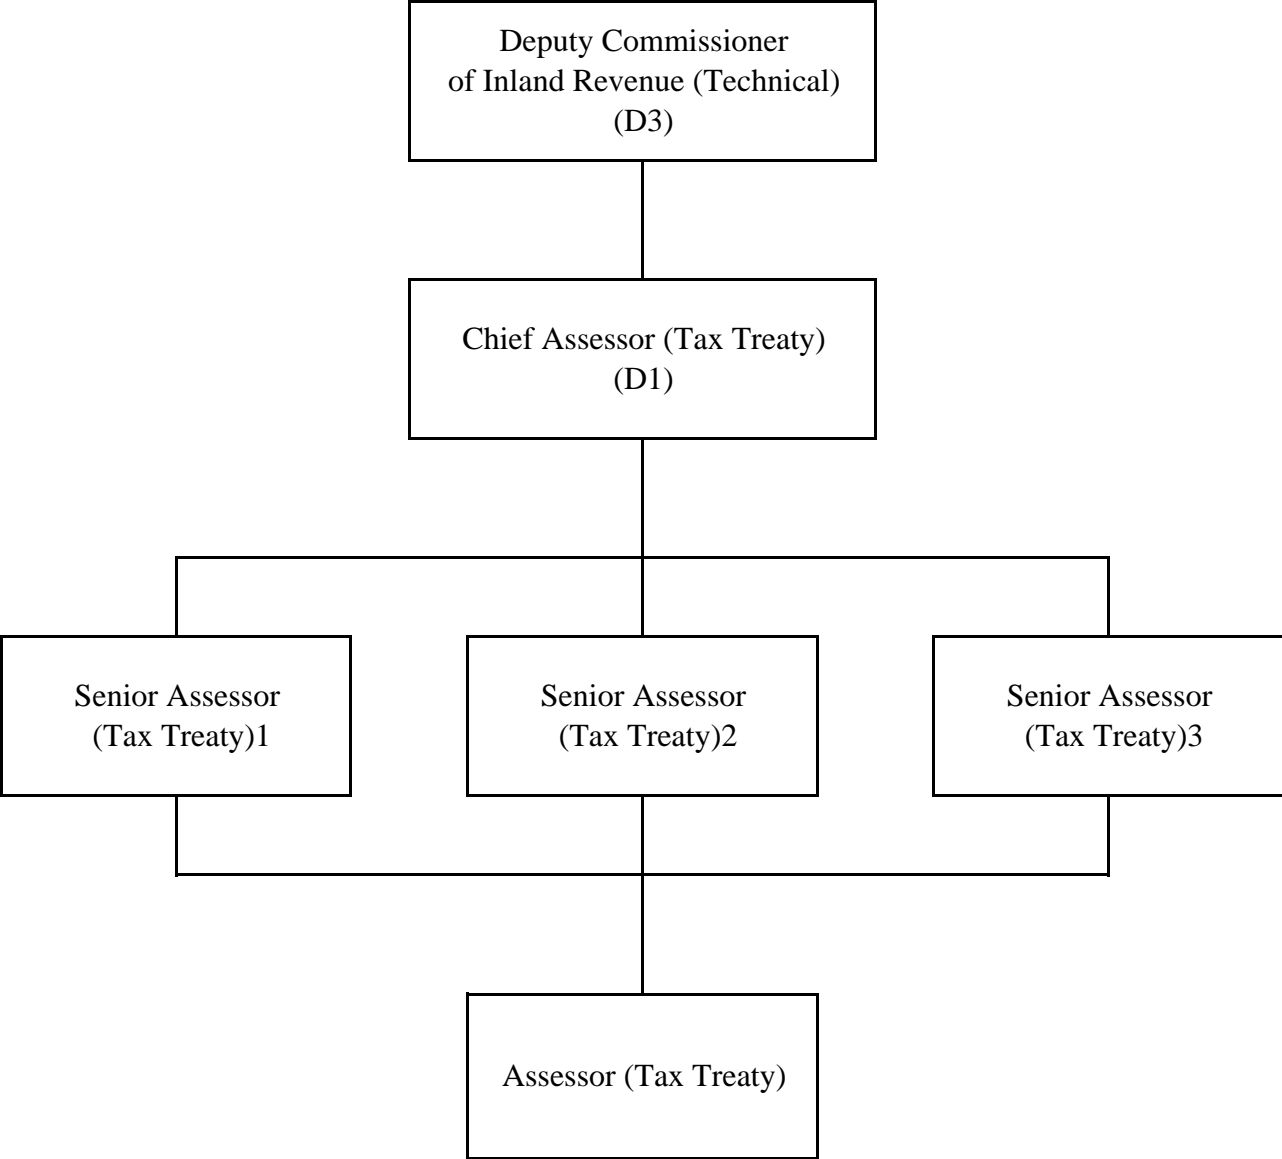 Deputy Commissioner
of Inland Revenue (Technical)
(D3)
Chief Assessor (Tax Treaty)
(D1)
Senior Assessor
(Tax Treaty)1
Senior Assessor
(Tax Treaty)2
Senior Assessor
(Tax Treaty)3
Assessor (Tax Treaty)